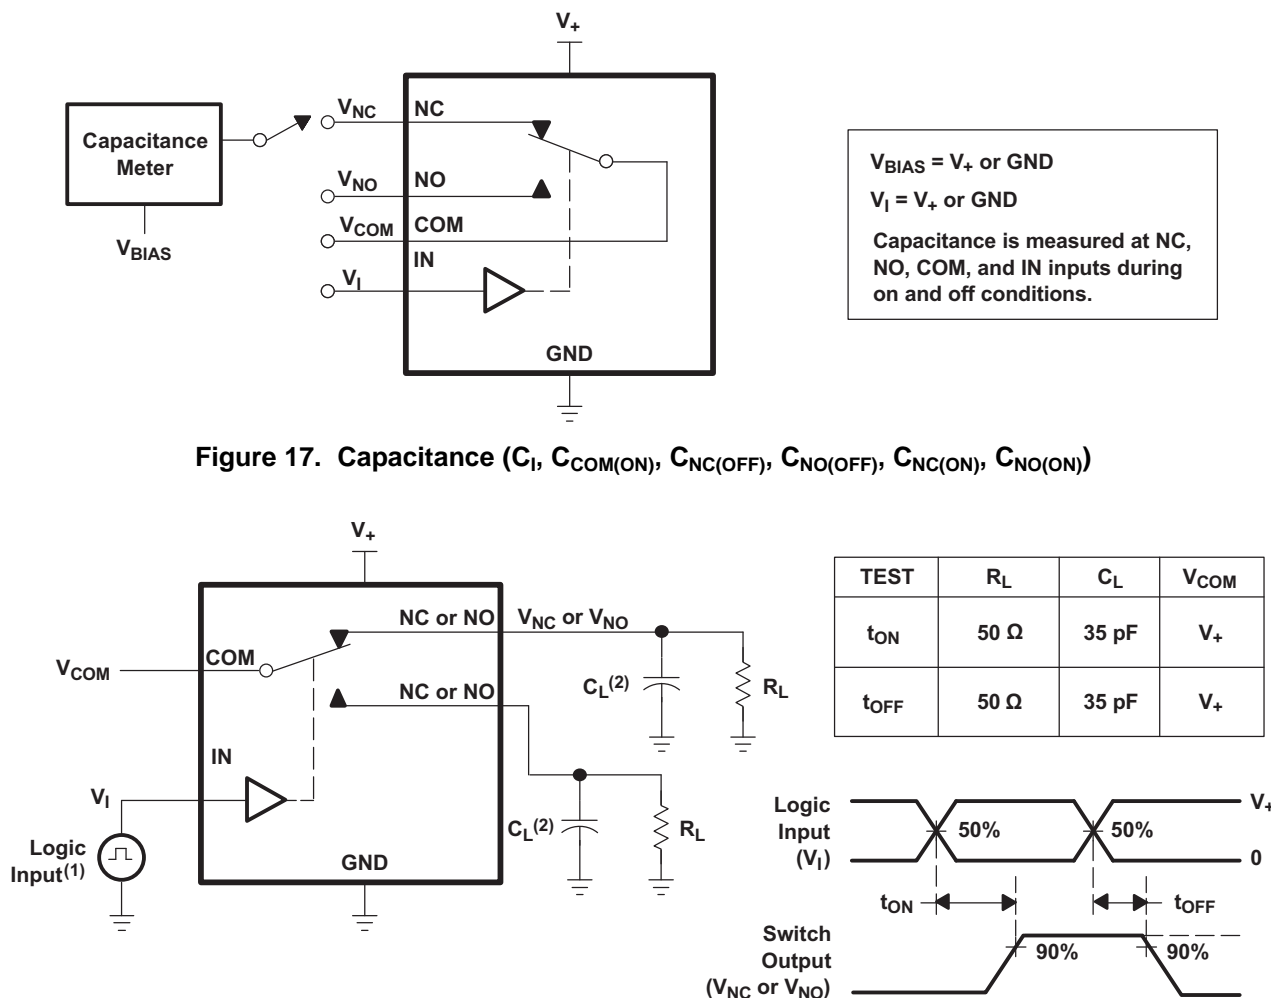 V+
Capacitance
Meter
VBIAS
VNC
NC
VNO
NO
VCOM
COM
IN
VI
GND
VBIAS = V+ or GND
VI = V+ or GND
Capacitance is measured at NC,
NO, COM, and IN inputs during
on and off conditions.
Figure 17. Capacitance (CI, CCOM(ON), CNC(OFF), CNO(OFF), CNC(ON), CNO(ON))
V+
NC or NO
VNC or VNO
VCOM
COM
CL(2)
RL
NC or NO
IN
VI
CL(2)
RL
Logic
Input(1)
GND
TEST RL CL VCOM
tON 50 Ω 35 pF V+
tOFF 50 Ω 35 pF V+
Logic
Input
(VI)
V+
50%
50%
0
tON
tOFF
Switch
Output
(VNC or VNO)
90%
90%